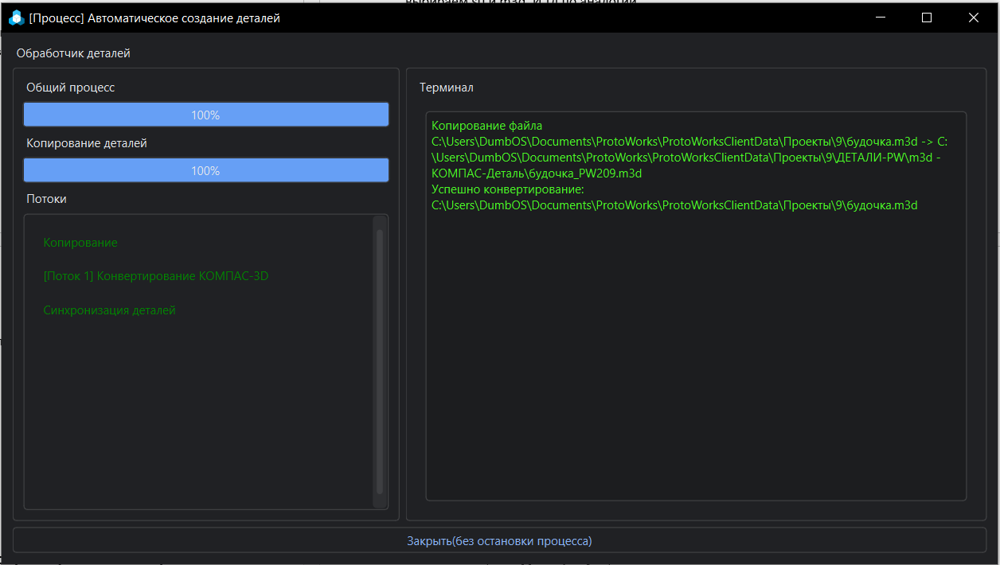 [Процесс] Автоматическое создание деталей
Обработчик деталей
Общий процесс
100%
Копирование деталей
100%
Потоки
Копирование
[Поток 1] Конвертирование КОМПАС-3D
Синхронизация деталей
Терминал
Копирование файла
C:\Users\DumbOS\Documents\ProtoWorks\ProtoWorksClientData\Проекты\9\будочка.m3d -> C:
\Users\DumbOS\Documents\ProtoWorks\ProtoWorksClientData\Проекты\9\ДЕТАЛИ-PW\m3d -
КОМПАС-Деталь\будочка_PW209.m3d
Успешно конвертирование:
C:\Users\DumbOS\Documents\ProtoWorks\ProtoWorksClientData\Проекты\9\будочка.m3d
Закрыть(без остановки процесса)